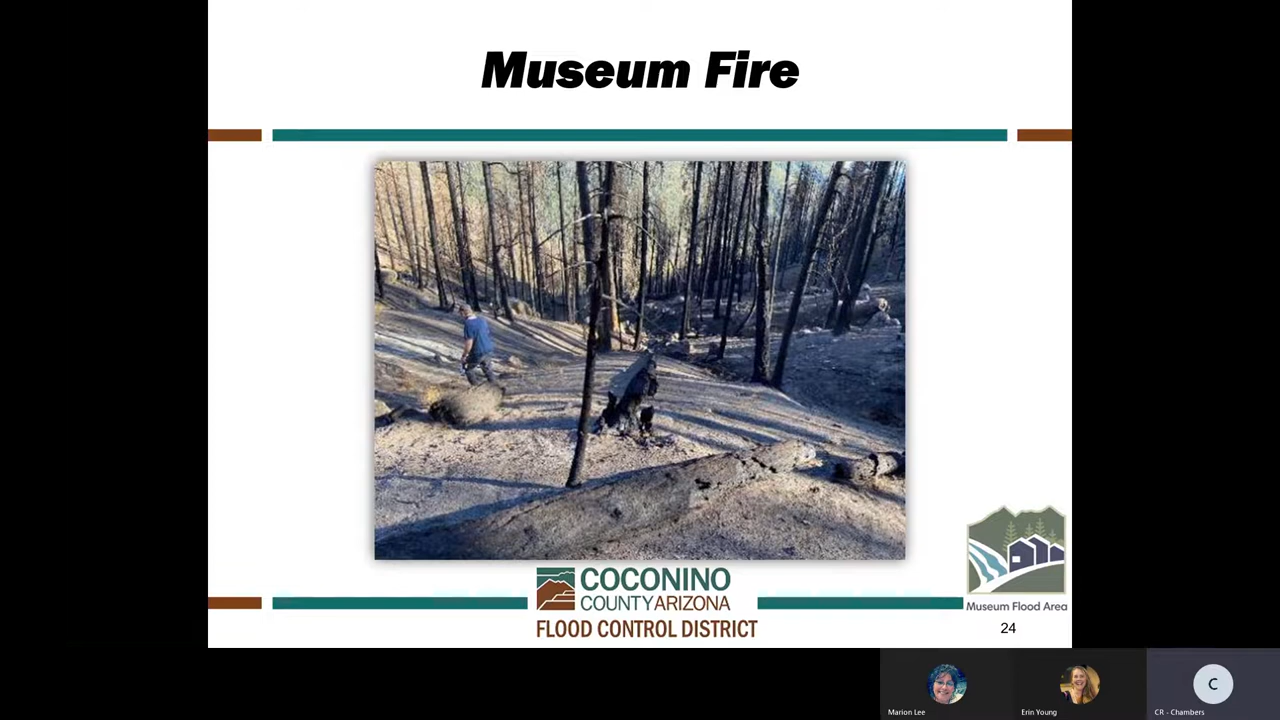 Museum Fire
COCONINO
COUNTY ARIZONA
FLOOD CONTROL DISTRICT
Museum Flood Area
24
Marion Lee
Erin Young
C
CR - Chambers